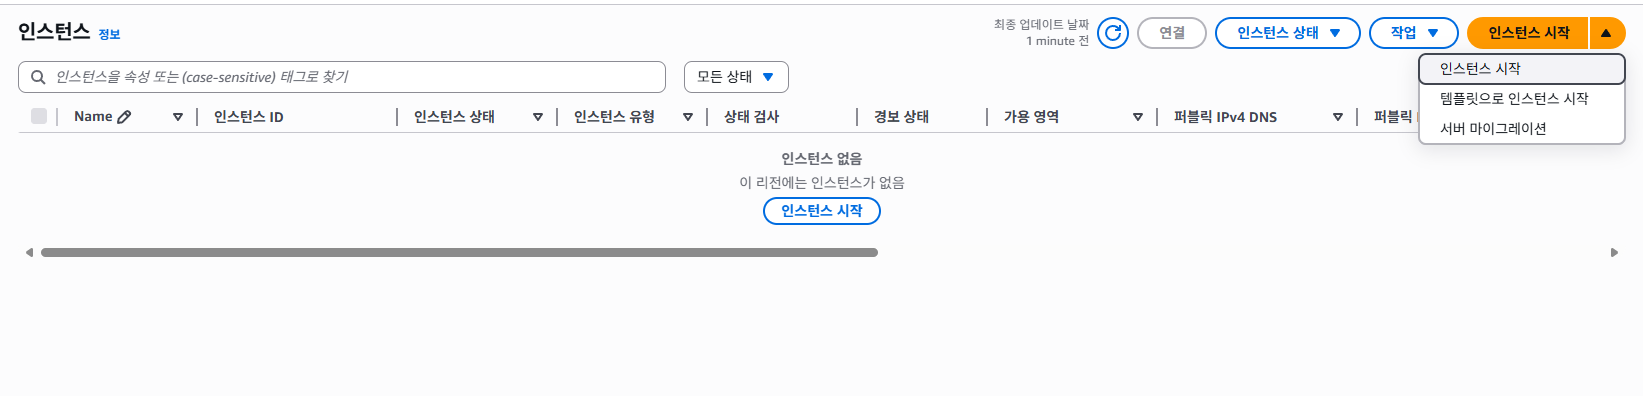 인스턴스 정보
최종 업데이트 날짜
1 minute 전
연결
인스턴스 상태
작업
인스턴스 시작
인스턴스를 속성 또는 (case-sensitive) 태그로 찾기
모든 상태
인스턴스 시작
템플릿으로 인스턴스 시작
서버 마이그레이션
Name 인스턴스 ID 인스턴스 상태 인스턴스 유형 상태 검사 경보 상태 가용 영역 퍼블릭 IPv4 DNS 퍼블릭
인스턴스 없음
이 리전에는 인스턴스가 없음
인스턴스 시작